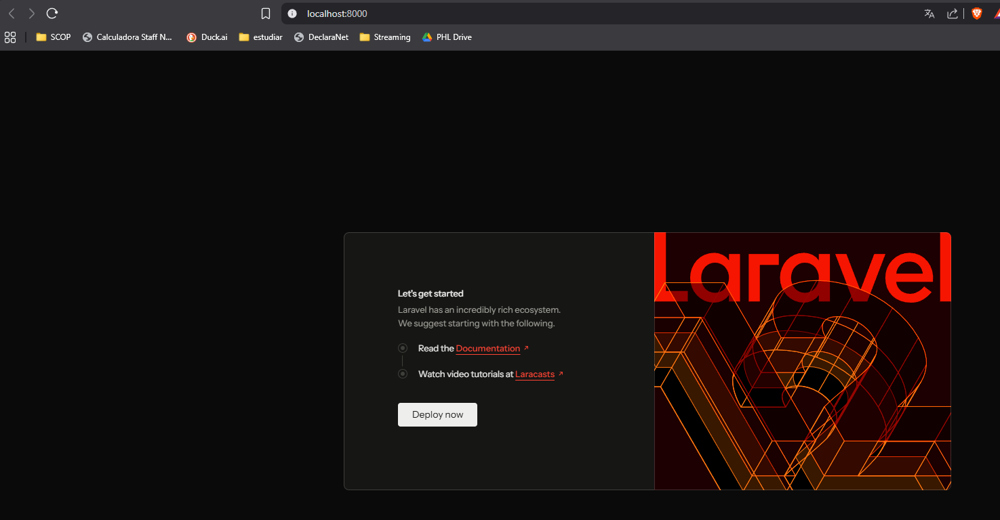 localhost:8000
SCOP
Calculadora Staff N...
Duck.ai
estudiar
DeclaraNet
Streaming
PHL Drive
Let's get started
Laravel has an incredibly rich ecosystem.
We suggest starting with the following.
Read the Documentation
Watch video tutorials at Laracasts
Deploy now
Laravel